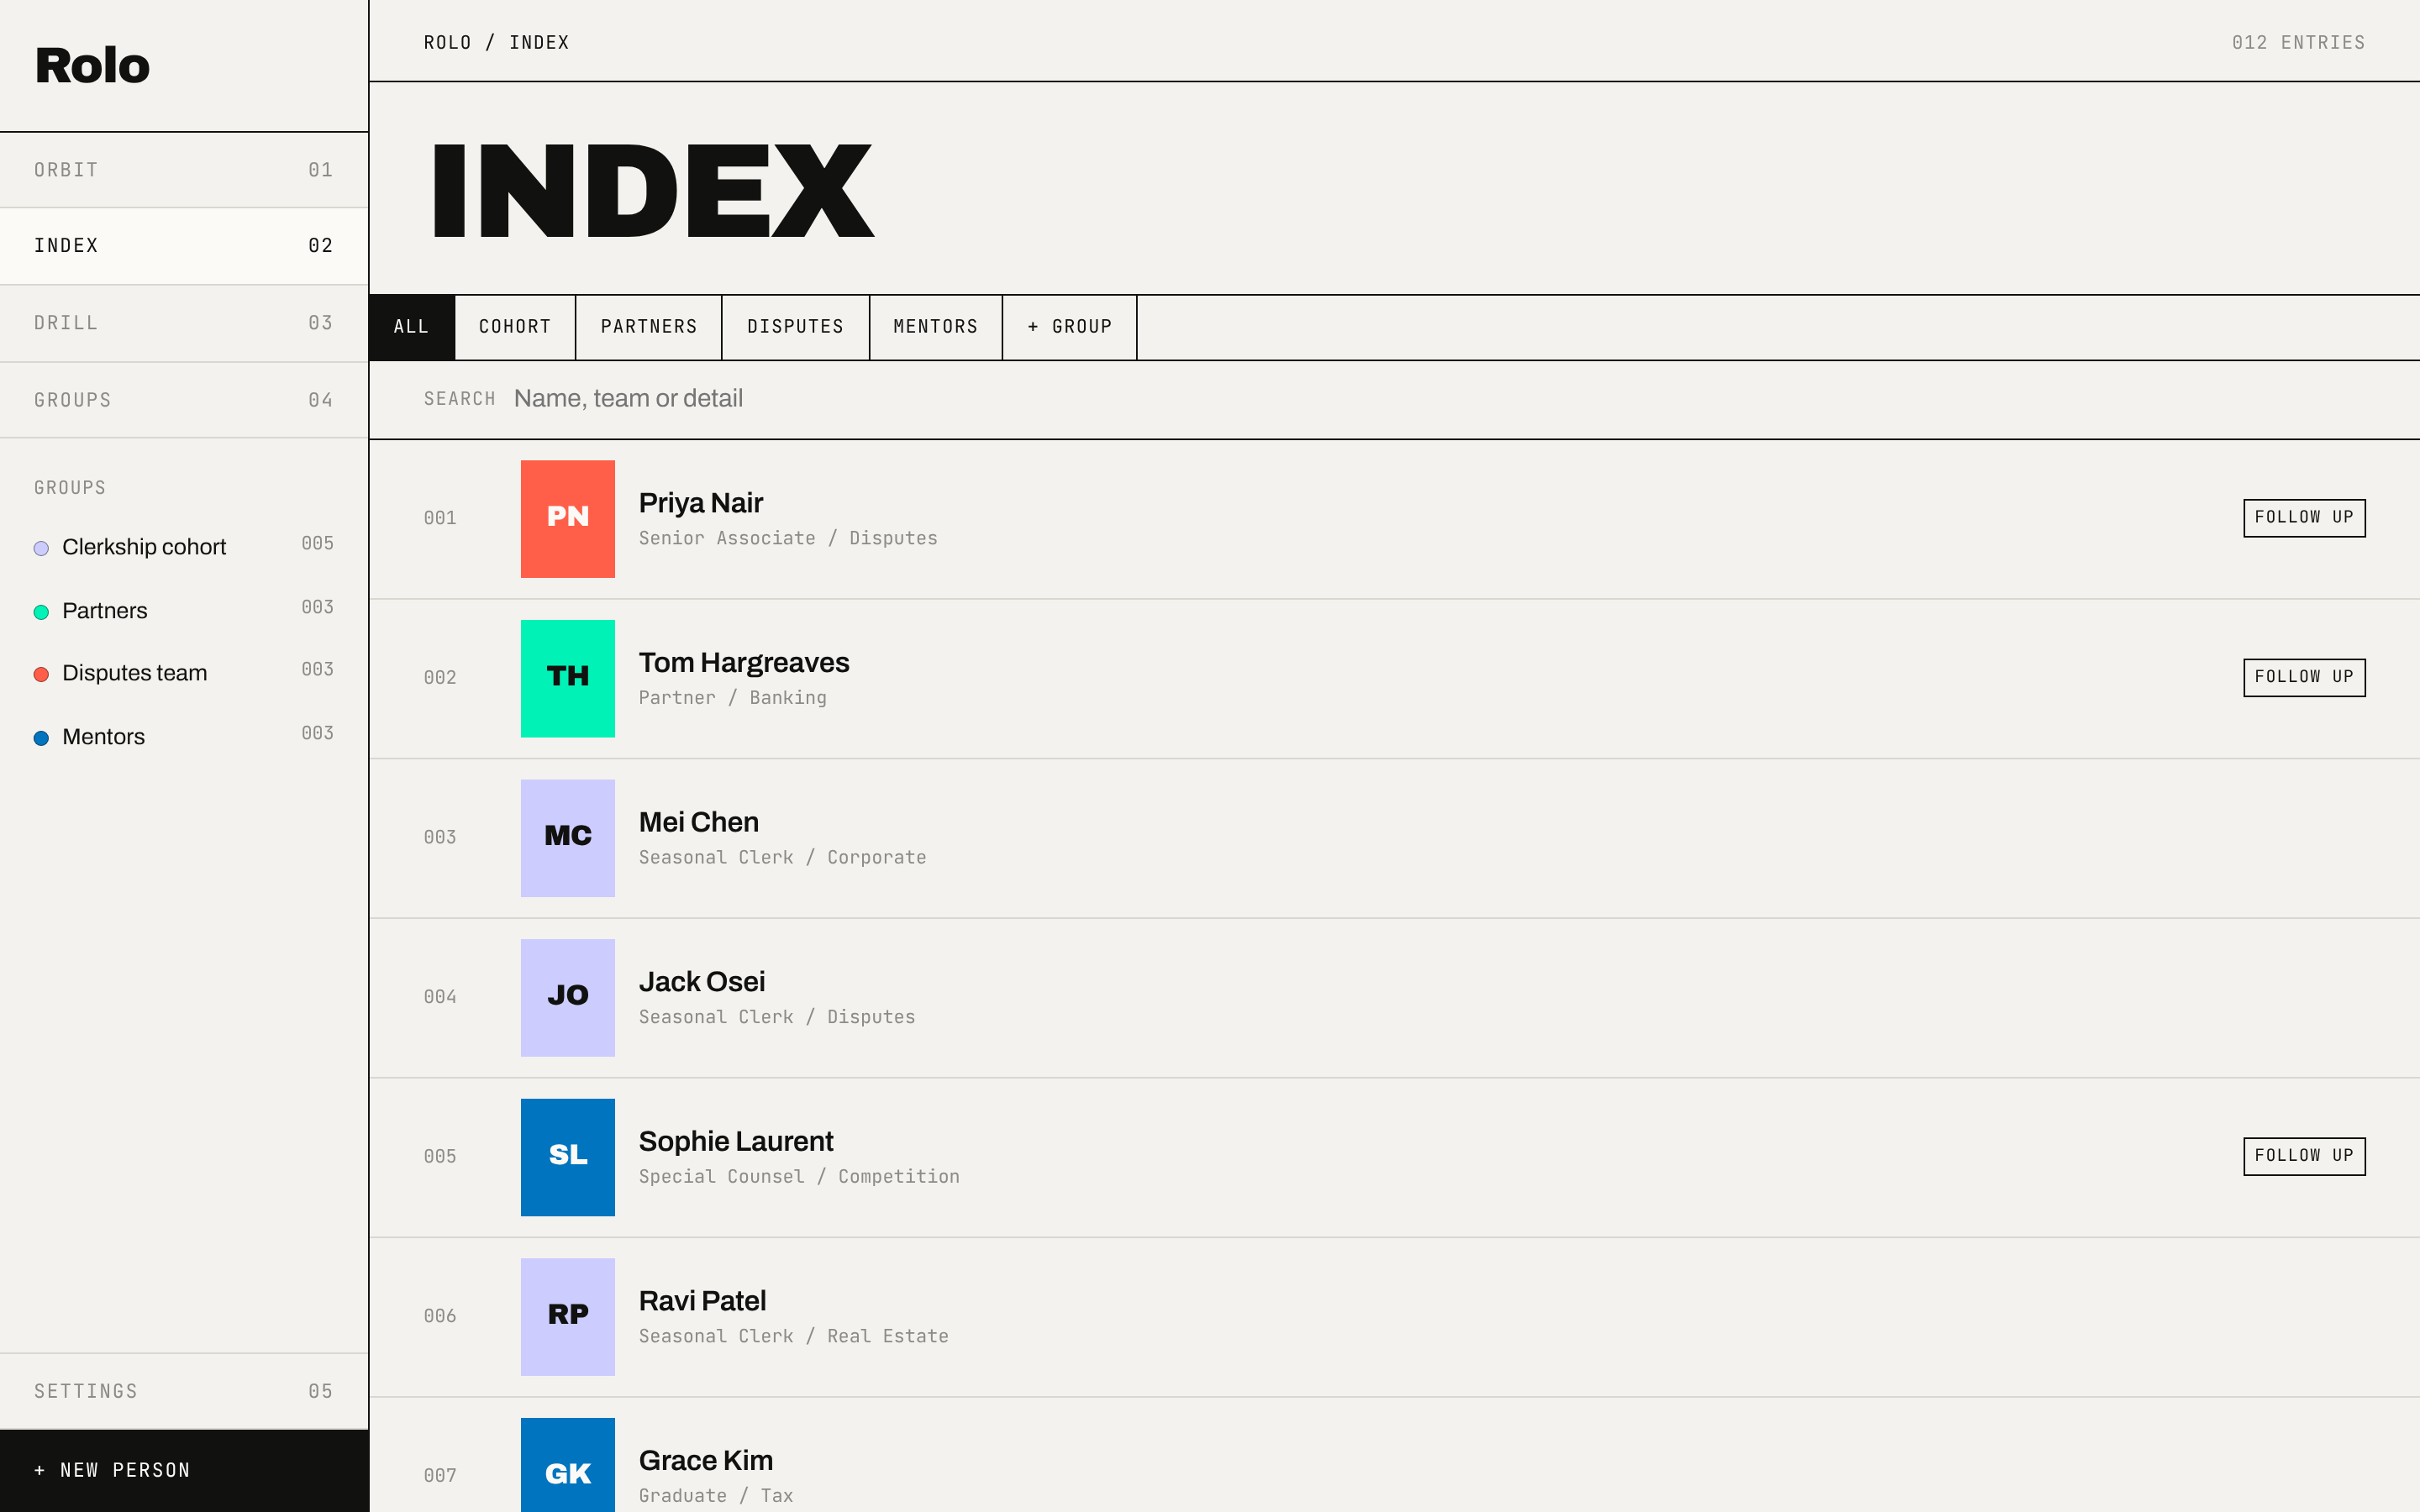 Rolo
ORBIT 01
INDEX 02
DRILL 03
GROUPS 04
GROUPS
Clerkship cohort 005
Partners 003
Disputes team 003
Mentors 003
SETTINGS 05
+ NEW PERSON
ROLO / INDEX
012 ENTRIES
INDEX
ALL COHORT PARTNERS DISPUTES MENTORS + GROUP
SEARCH Name, team or detail
001
PN
Priya Nair
Senior Associate / Disputes
FOLLOW UP
002
TH
Tom Hargreaves
Partner / Banking
FOLLOW UP
003
MC
Mei Chen
Seasonal Clerk / Corporate
004
JO
Jack Osei
Seasonal Clerk / Disputes
005
SL
Sophie Laurent
Special Counsel / Competition
FOLLOW UP
006
RP
Ravi Patel
Seasonal Clerk / Real Estate
007
GK
Grace Kim
Graduate / Tax